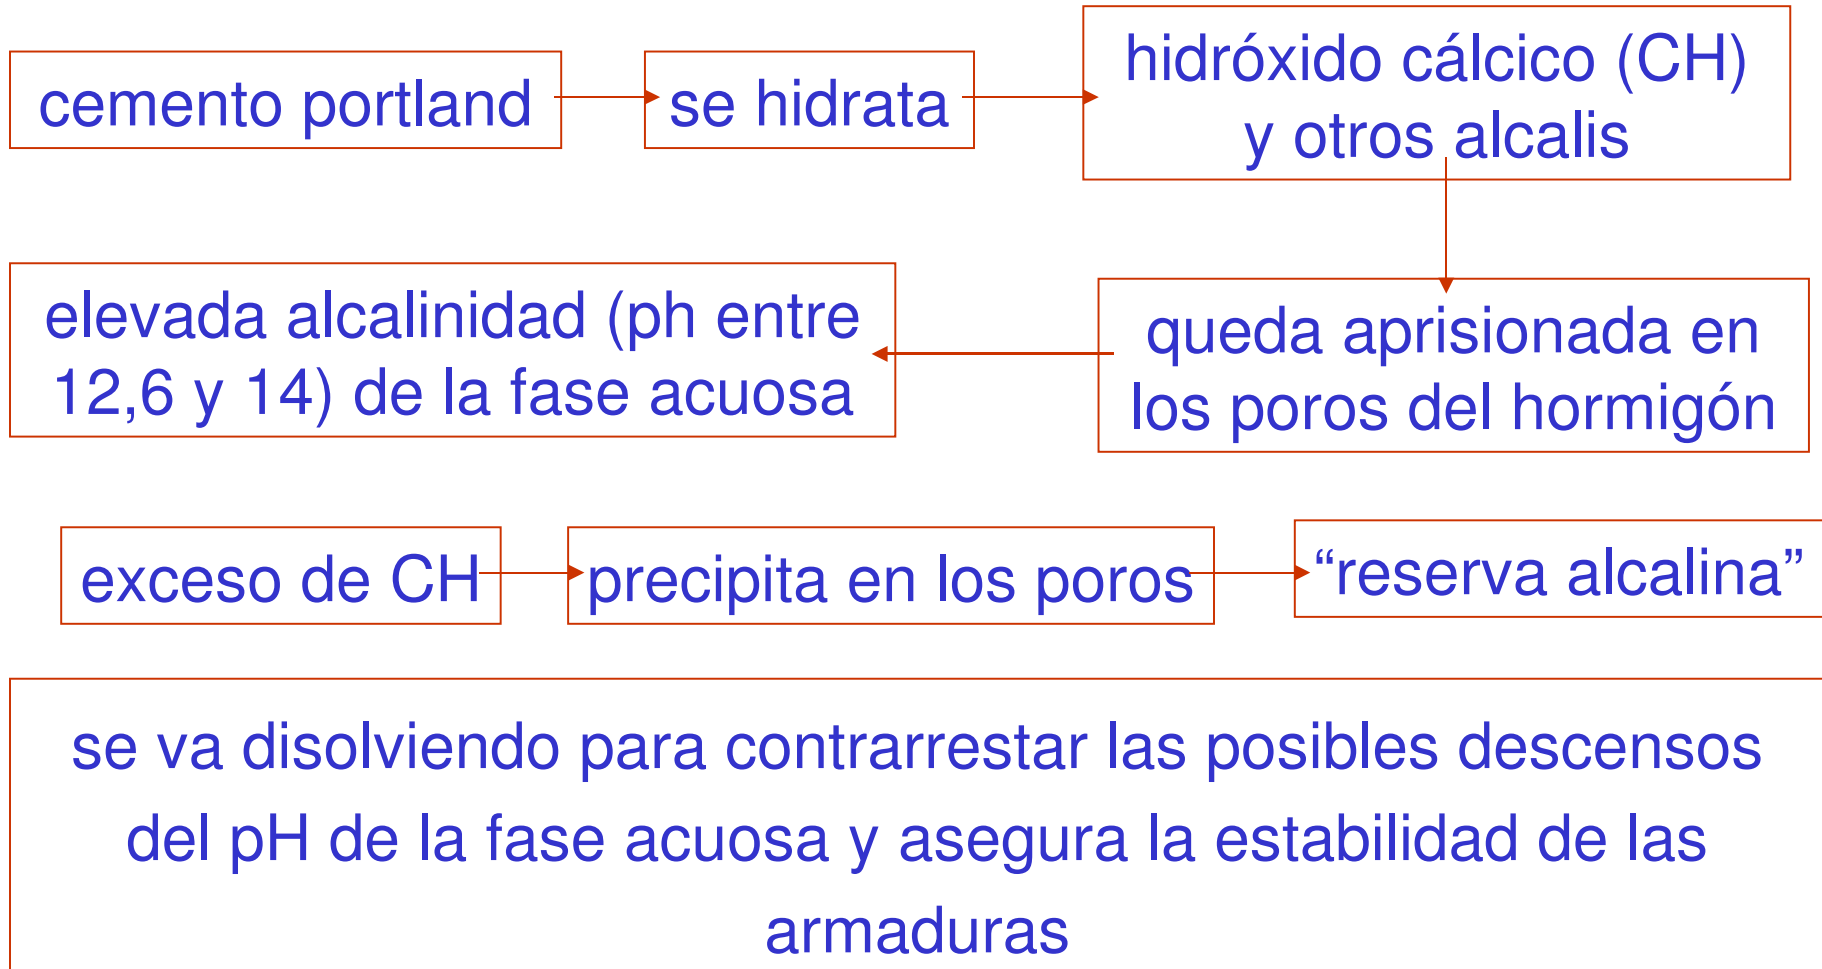 cemento portland
se hidrata
hidróxido cálcico (CH)
y otros alcalis
elevada alcalinidad (ph entre
12,6 y 14) de la fase acuosa
queda aprisionada en
los poros del hormigón
exceso de CH
precipita en los poros
“reserva alcalina”
se va disolviendo para contrarrestar las posibles descensos
del pH de la fase acuosa y asegura la estabilidad de las
armaduras